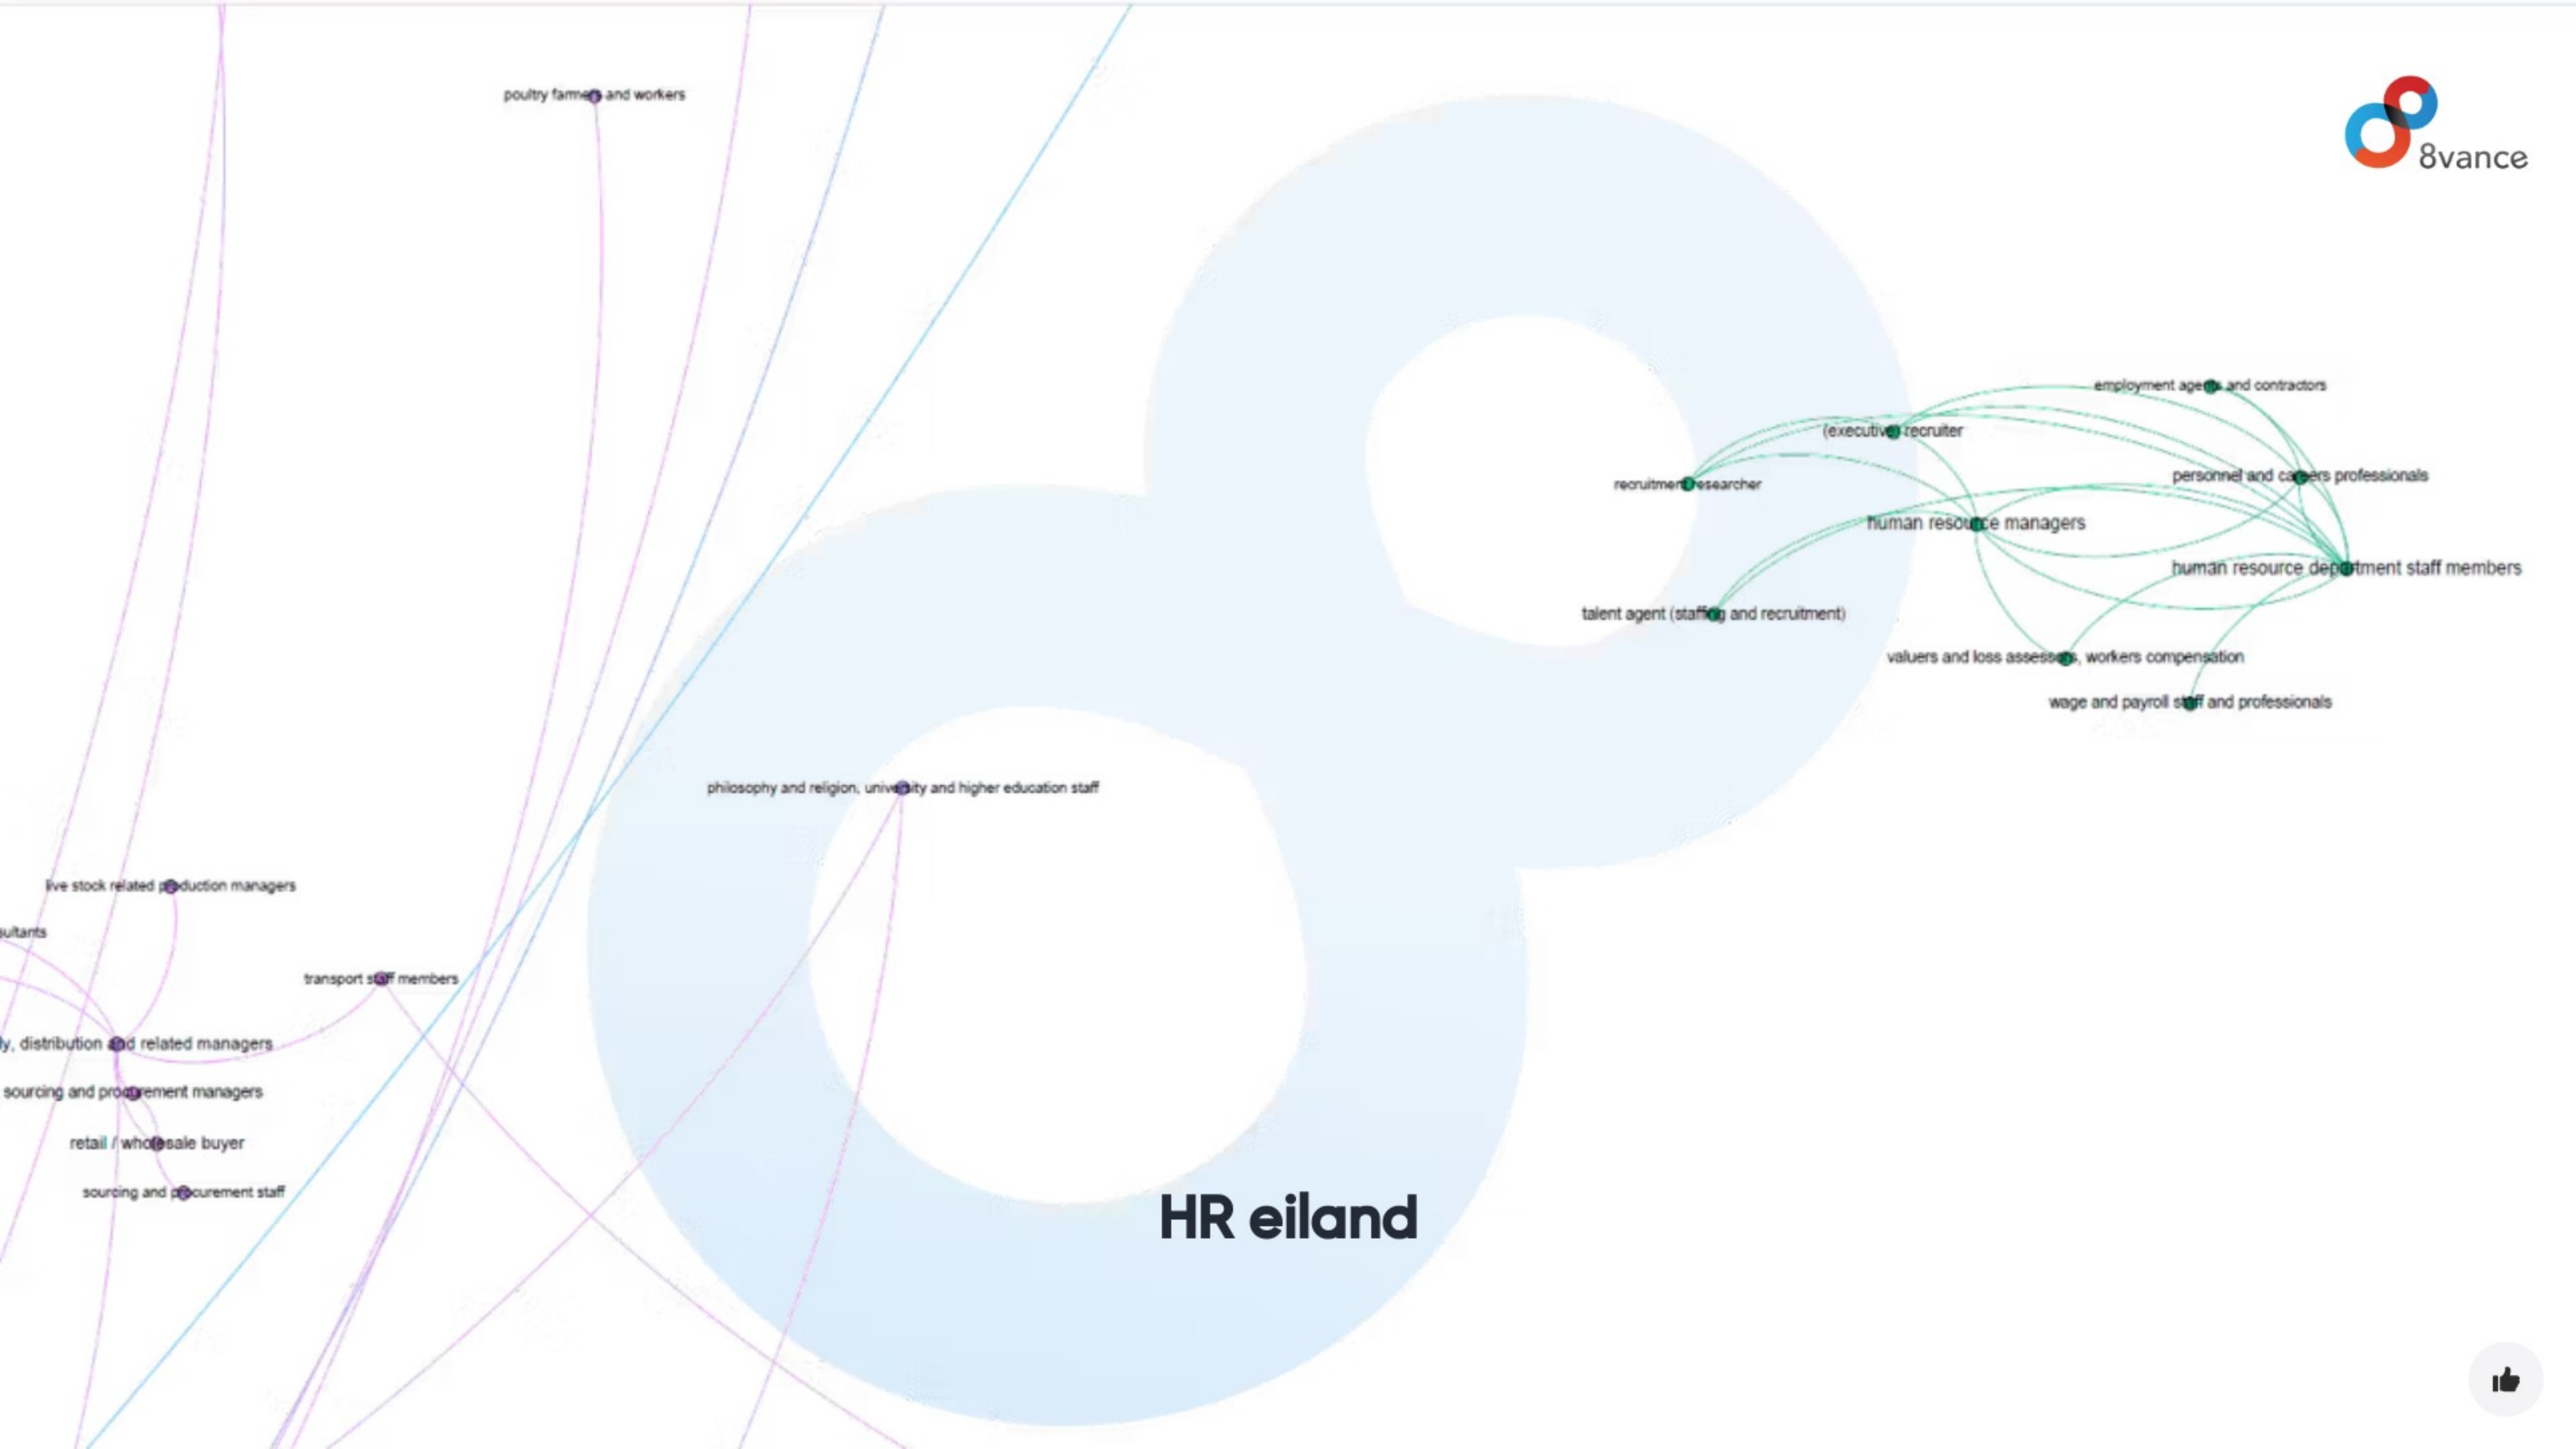 poultry farmers and workers
8vance
employment agents and contractors
(executive) recruiter
personnel and careers professionals
recruitment researcher
human resource managers
human resource department staff members
talent agent (staffing and recruitment)
valuers and loss assessors, workers compensation
wage and payroll staff and professionals
philosophy and religion, university and higher education staff
live stock related production managers
sultants
transport staff members
ly, distribution and related managers
sourcing and procurement managers
retail / wholesale buyer
sourcing and procurement staff
HR eiland